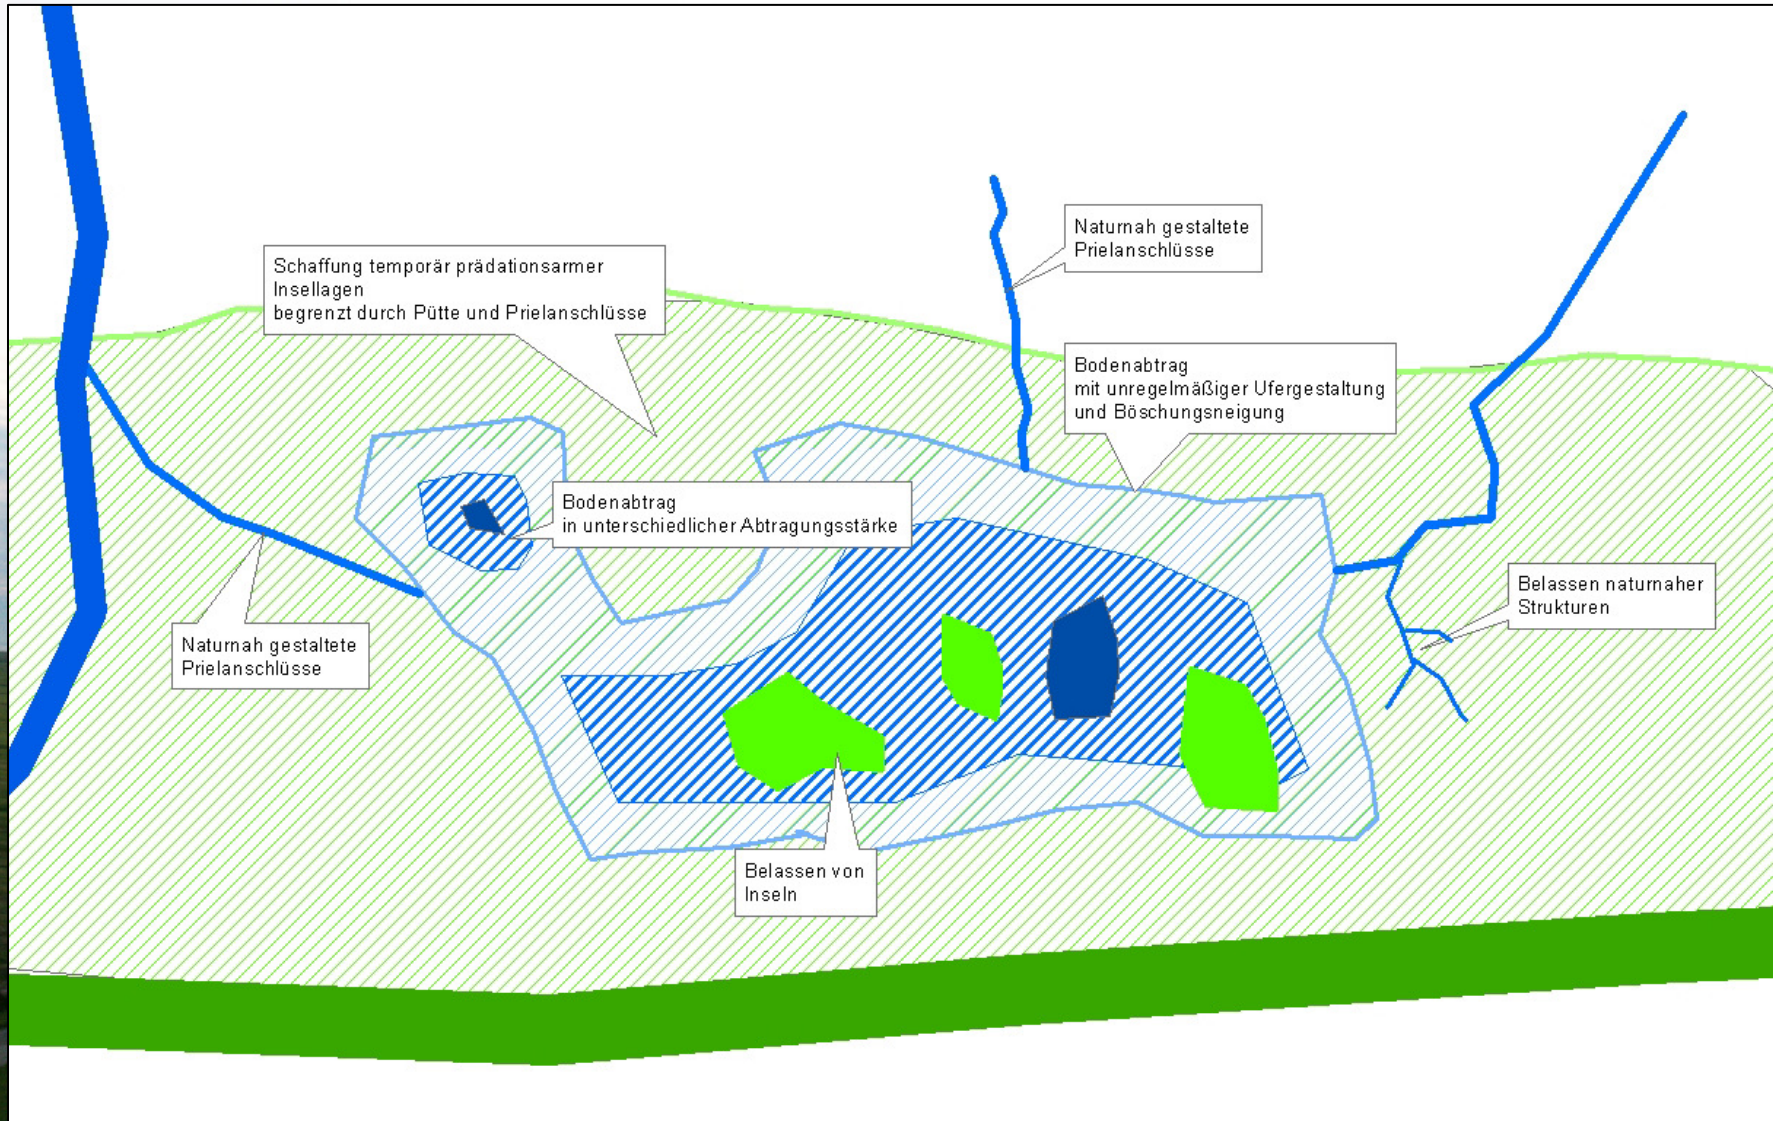 Naturnah gestaltete
Prielanschlüsse
Schaffung temporär prädationsarmer
Insellagen
begrenzt durch Pütte und Prielanschlüsse
Bodenabtrag
mit unregelmäßiger Ufergestaltung
und Böschungsneigung
Bodenabtrag
in unterschiedlicher Abtragungsstärke
Belassen naturnaher
Strukturen
Naturnah gestaltete
Prielanschlüsse
Belassen von
Inseln